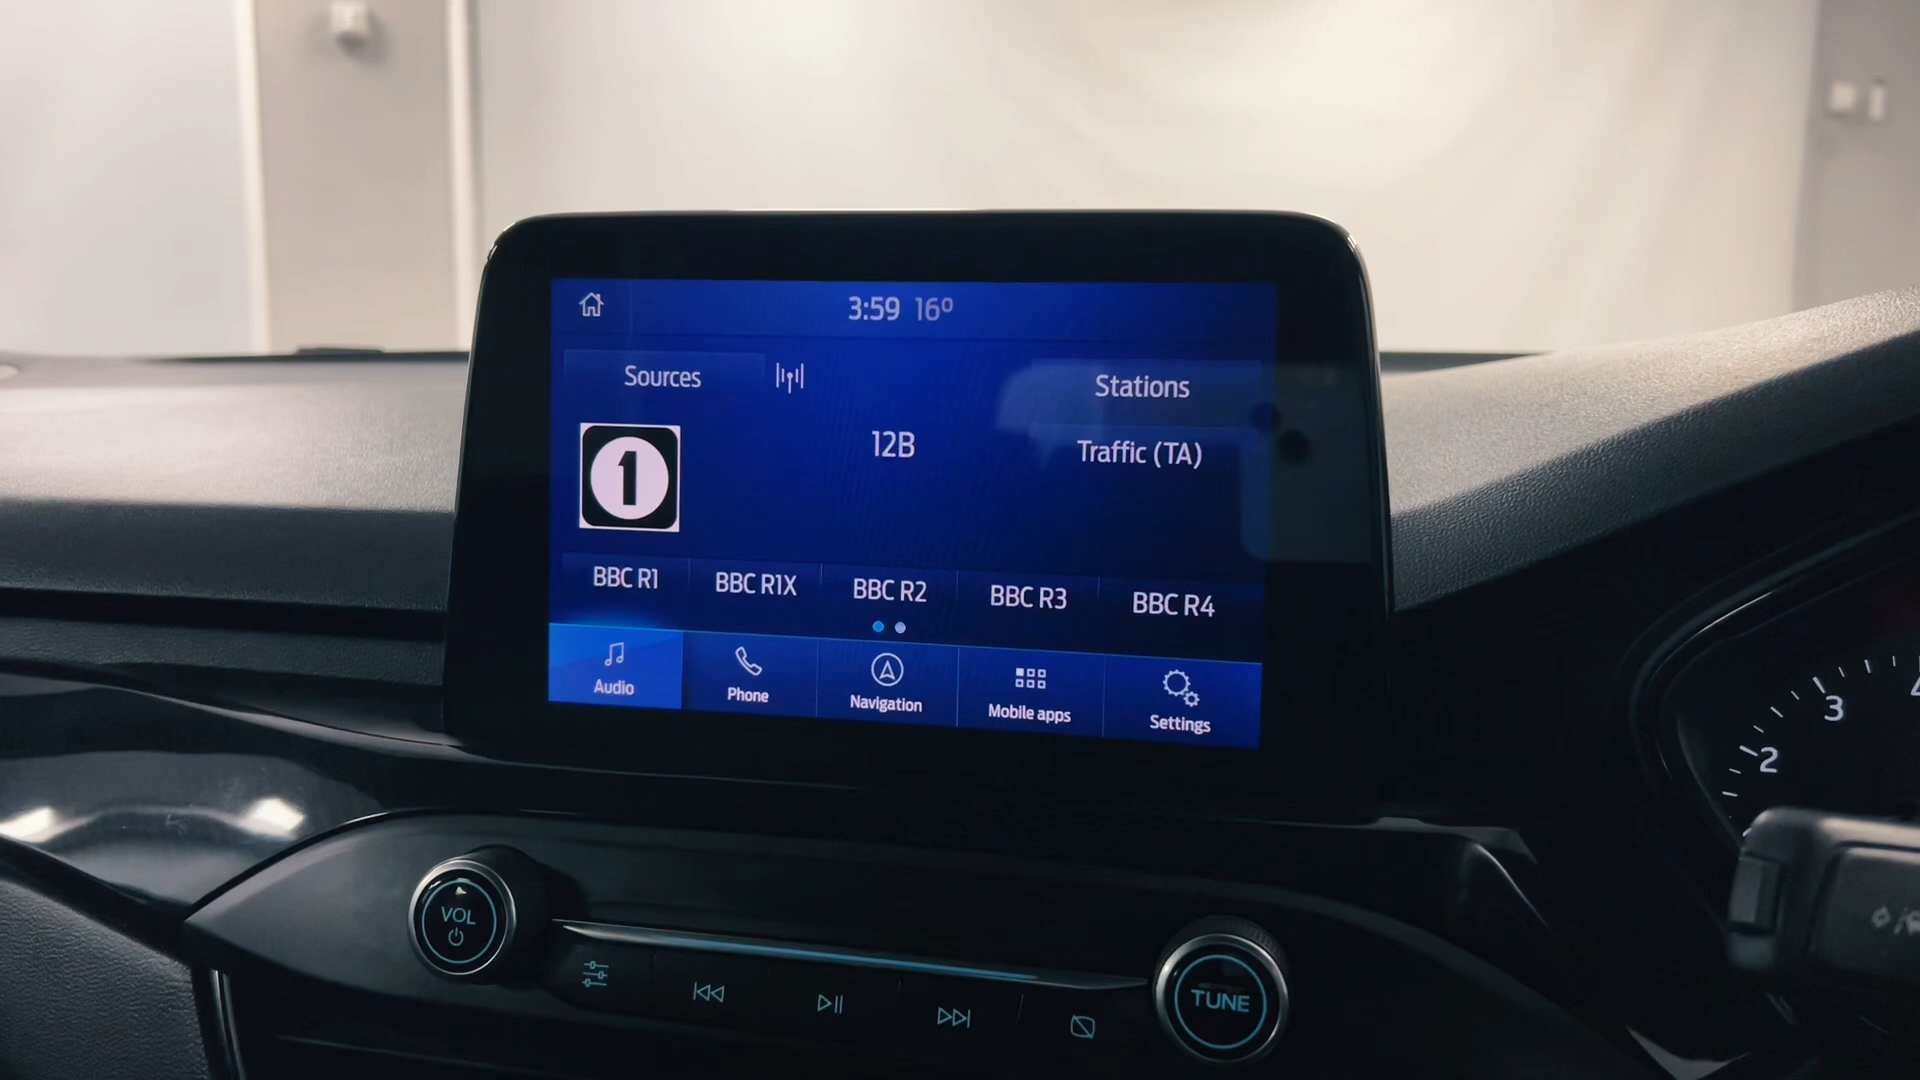 3:59 16º
Sources
Stations
12B
Traffic (TA)
1
BBC R1
BBC R1X
BBC R2
BBC R3
BBC R4
Audio
Phone
Navigation
Mobile apps
Settings
3
2
VOL
TUNE